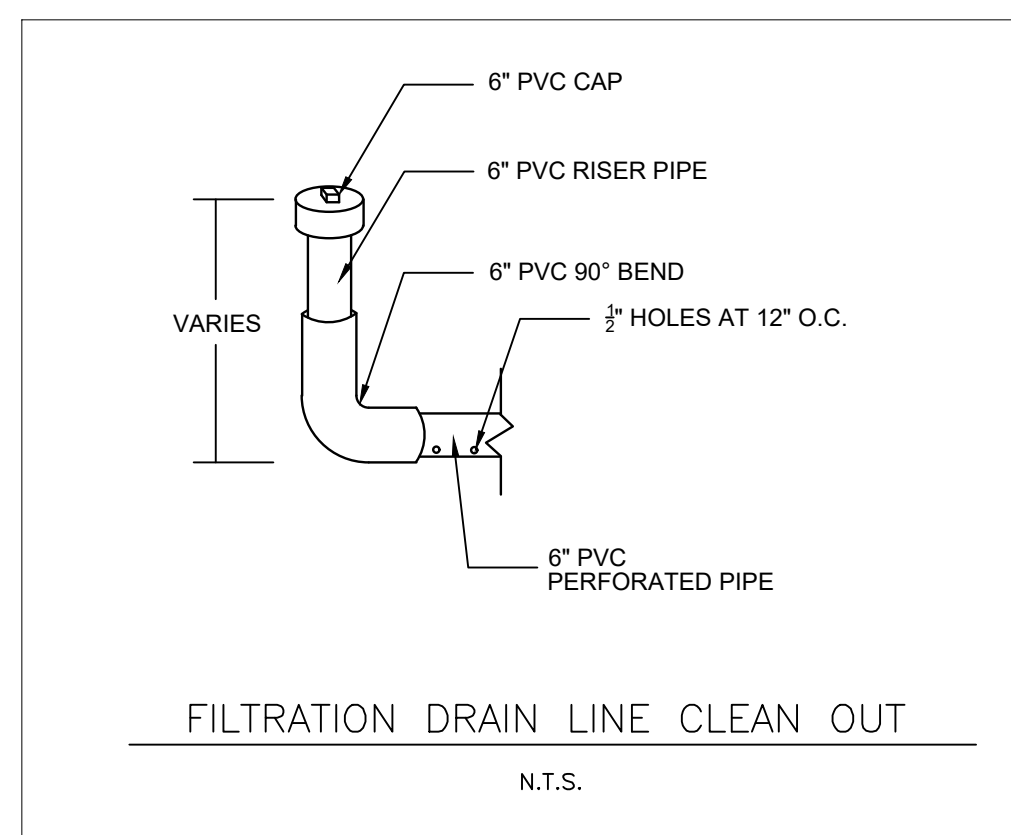 6" PVC CAP
6" PVC RISER PIPE
6" PVC 90° BEND
½" HOLES AT 12" O.C.
VARIES
6" PVC
PERFORATED PIPE
FILTRATION DRAIN LINE CLEAN OUT
N.T.S.